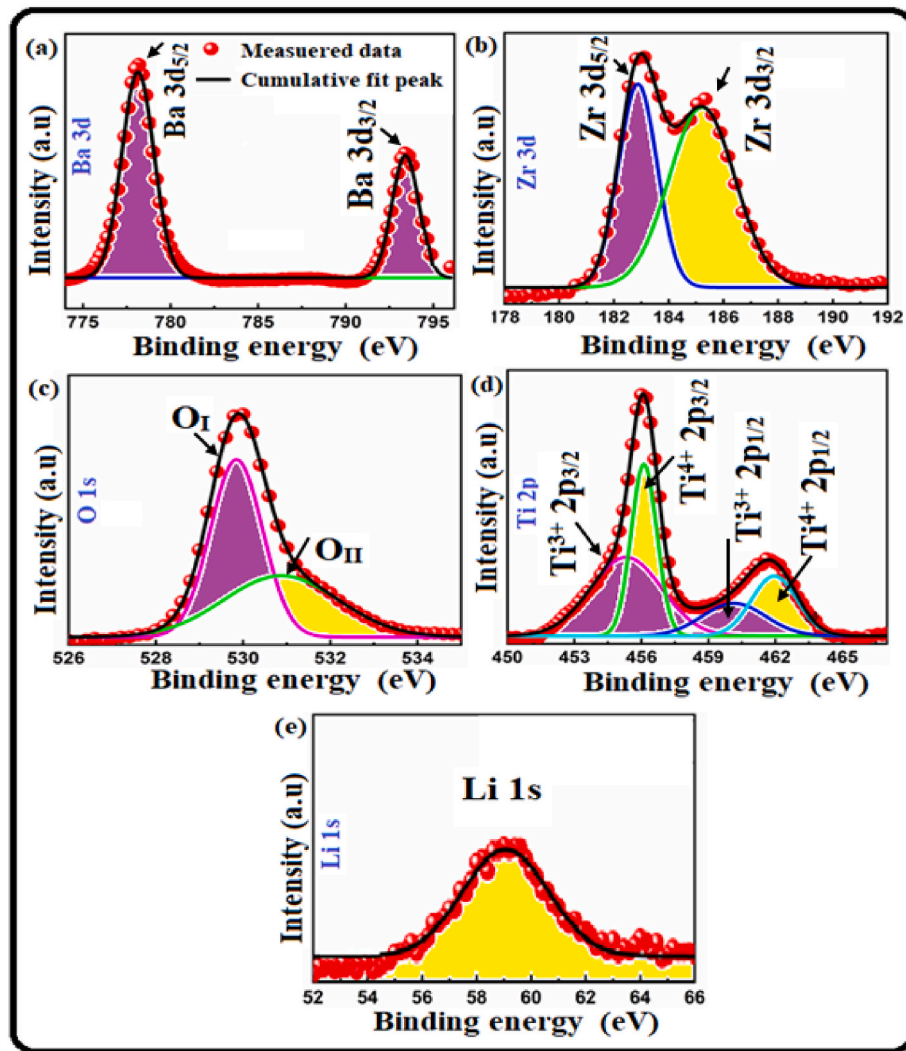 (a)
Ba 3d5/2
Measuered data
Cumulative fit peak
Ba 3d3/2
Ba 3d
Intensity (a.u)
775 780 785 790 795
Binding energy (eV)
(b)
Zr 3d5/2
Zr 3d3/2
Zr 3d
Intensity (a.u)
178 180 182 184 186 188 190 192
Binding energy (eV)
(c)
OI
OII
O 1s
Intensity (a.u)
526 528 530 532 534
Binding energy (eV)
(d)
Ti3+ 2p3/2
Ti4+ 2p3/2
Ti3+ 2p1/2
Ti4+ 2p1/2
Ti 2p
Intensity (a.u)
450 453 456 459 462 465
Binding energy (eV)
(e)
Li 1s
Li 1s
Intensity (a.u)
52 54 56 58 60 62 64 66
Binding energy (eV)